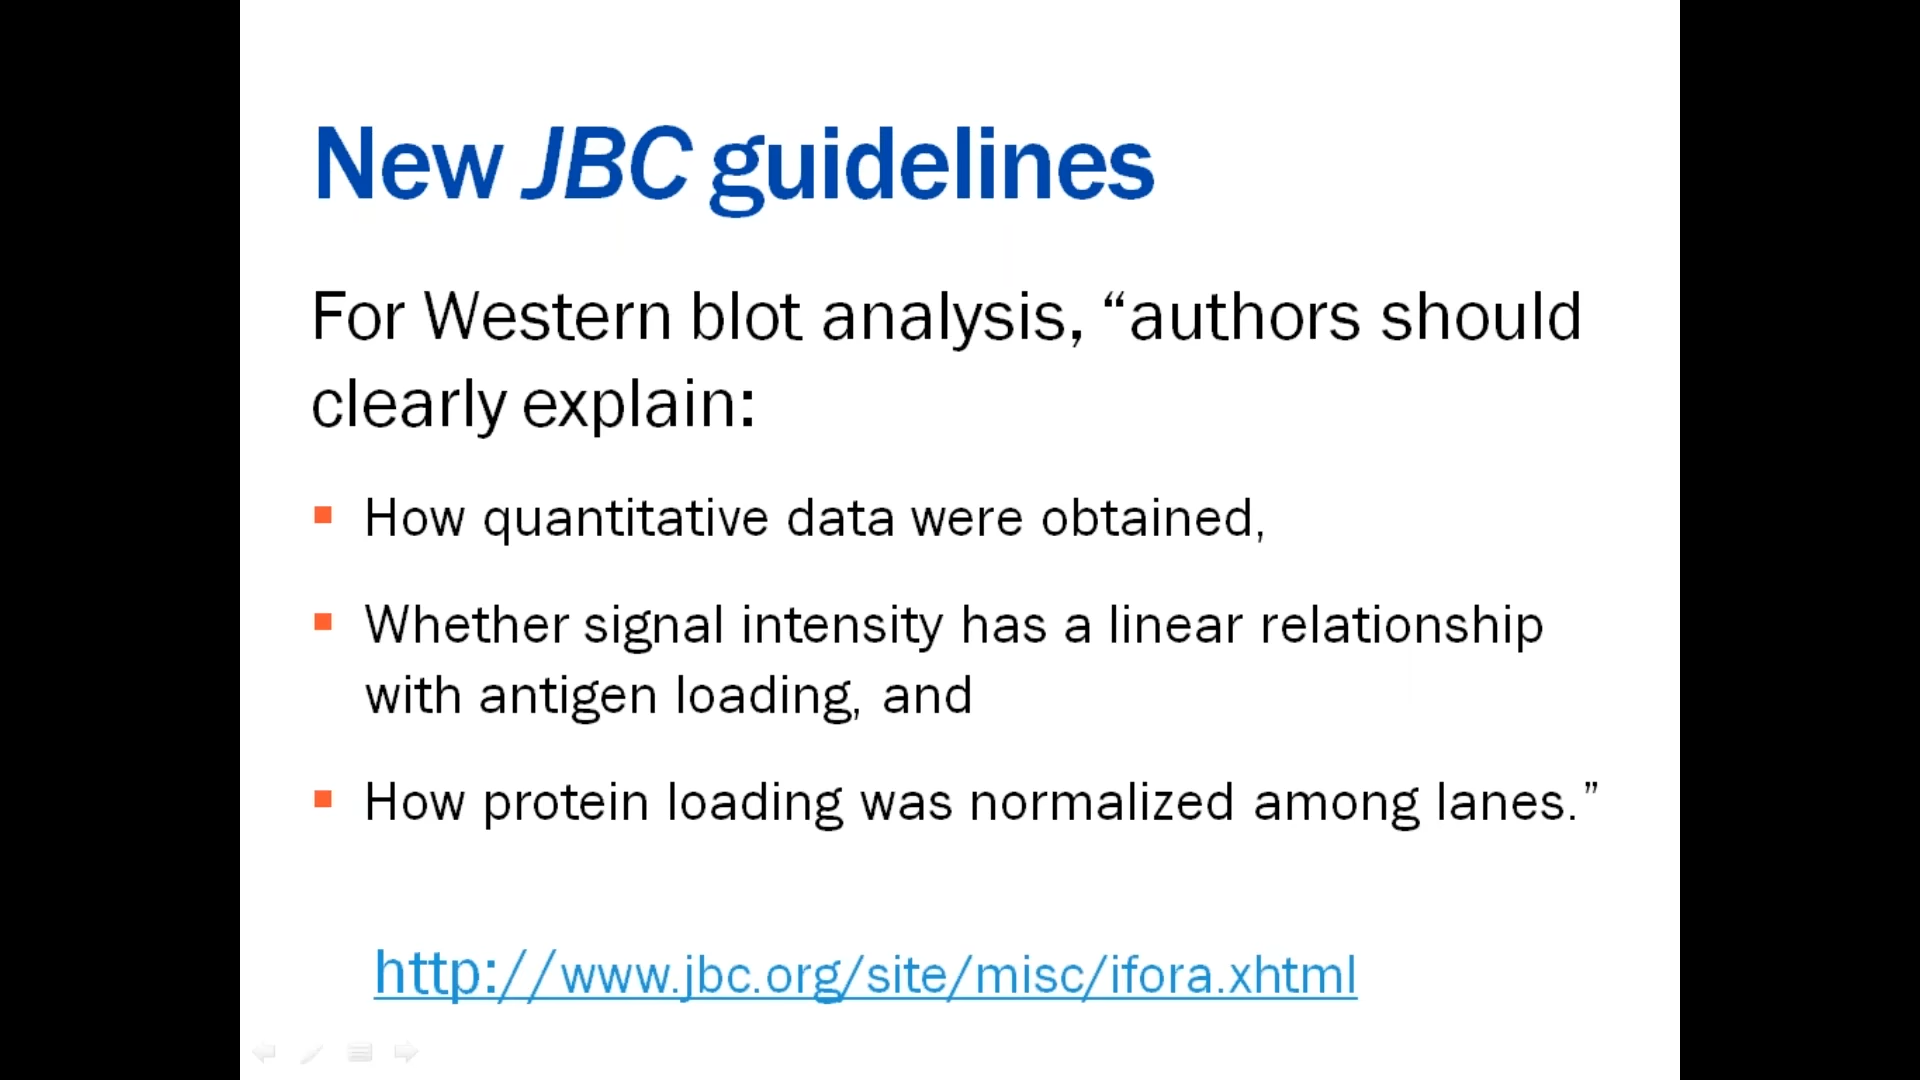 New JBC guidelines
For Western blot analysis, “authors should
clearly explain:
▪ How quantitative data were obtained,
▪ Whether signal intensity has a linear relationship
with antigen loading, and
▪ How protein loading was normalized among lanes.”
http://www.jbc.org/site/misc/ifora.xhtml